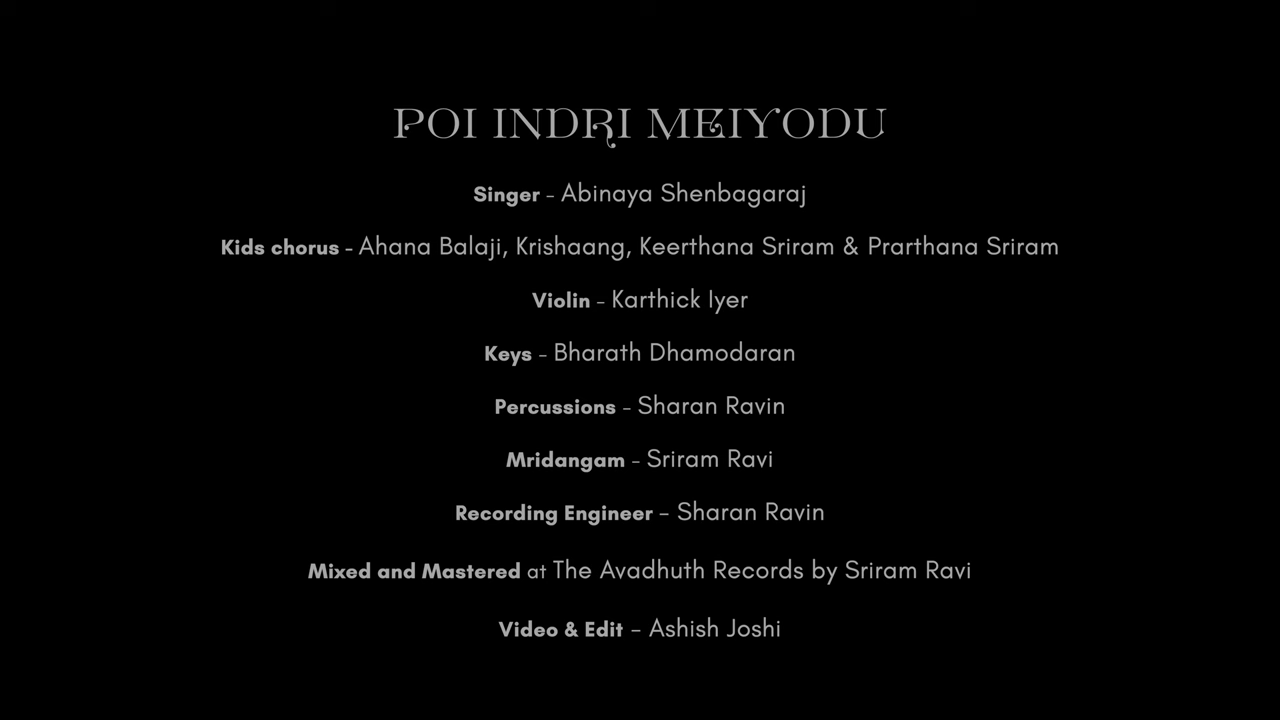 POI INDRI MEIYODU
Singer - Abinaya Shenbagaraj
Kids chorus - Ahana Balaji, Krishaang, Keerthana Sriram & Prarthana Sriram
Violin - Karthick Iyer
Keys - Bharath Dhamodaran
Percussions - Sharan Ravin
Mridangam - Sriram Ravi
Recording Engineer - Sharan Ravin
Mixed and Mastered at The Avadhuth Records by Sriram Ravi
Video & Edit - Ashish Joshi